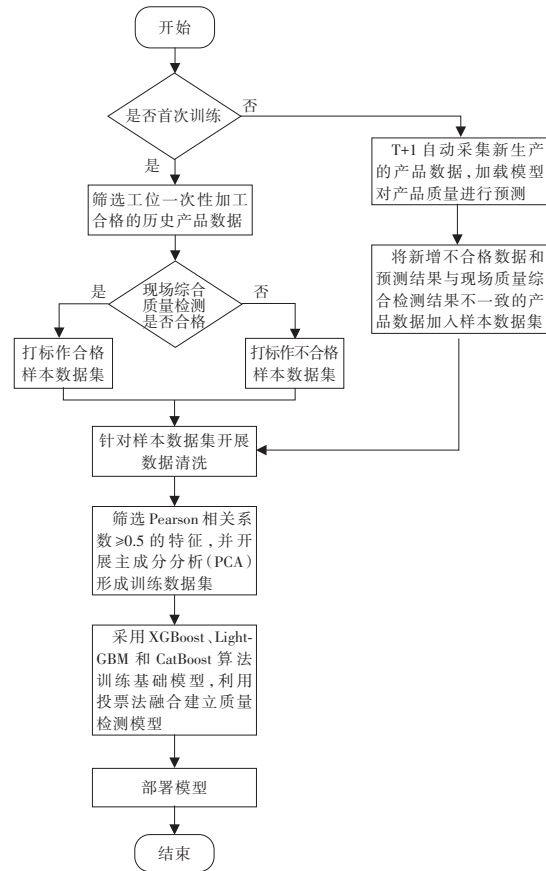 开始
是否首次训练
否
是
T+1 自动采集新生产
的产品数据,加载模型
对产品质量进行预测
筛选工位一次性加工
合格的历史产品数据
将新增不合格数据和
预测结果与现场质量综
合检测结果不一致的产
品数据加入样本数据集
现场综合
质量检测
是否合格
是
否
打标作合格
样本数据集
打标作不合格
样本数据集
针对样本数据集开展
数据清洗
筛选 Pearson 相关系
数≥0.5 的特征,并开
展主成分分析(PCA)
形成训练数据集
采用 XGBoost、Light-
GBM 和 CatBoost 算法
训练基础模型,利用
投票法融合建立质量
检测模型
部署模型
结束